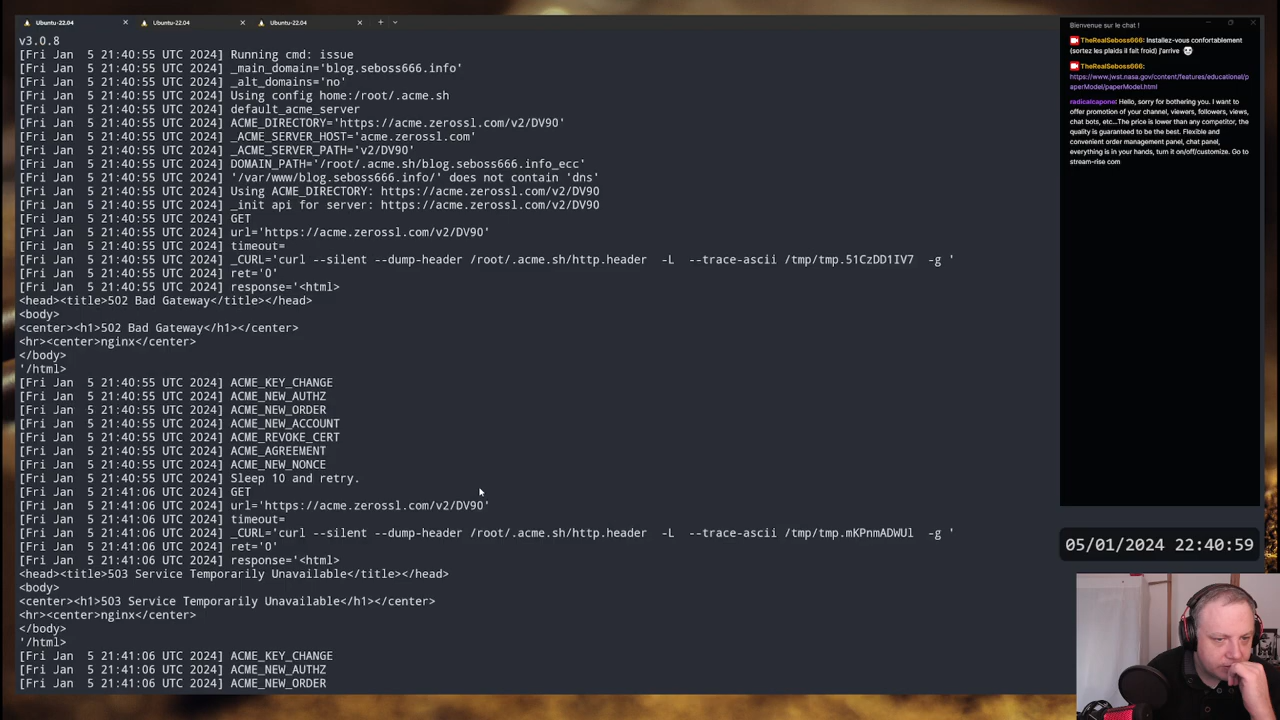 Ubuntu-22.04
Ubuntu-22.04
Ubuntu-22.04
v3.0.8
[Fri Jan  5 21:40:55 UTC 2024] Running cmd: issue
[Fri Jan  5 21:40:55 UTC 2024] _main_domain='blog.seboss666.info'
[Fri Jan  5 21:40:55 UTC 2024] _alt_domains='no'
[Fri Jan  5 21:40:55 UTC 2024] Using config home:/root/.acme.sh
[Fri Jan  5 21:40:55 UTC 2024] default_acme_server
[Fri Jan  5 21:40:55 UTC 2024] ACME_DIRECTORY='https://acme.zerossl.com/v2/DV90'
[Fri Jan  5 21:40:55 UTC 2024] _ACME_SERVER_HOST='acme.zerossl.com'
[Fri Jan  5 21:40:55 UTC 2024] _ACME_SERVER_PATH='v2/DV90'
[Fri Jan  5 21:40:55 UTC 2024] DOMAIN_PATH='/root/.acme.sh/blog.seboss666.info_ecc'
[Fri Jan  5 21:40:55 UTC 2024] '/var/www/blog.seboss666.info/' does not contain 'dns'
[Fri Jan  5 21:40:55 UTC 2024] Using ACME_DIRECTORY: https://acme.zerossl.com/v2/DV90
[Fri Jan  5 21:40:55 UTC 2024] _init api for server: https://acme.zerossl.com/v2/DV90
[Fri Jan  5 21:40:55 UTC 2024] GET
[Fri Jan  5 21:40:55 UTC 2024] url='https://acme.zerossl.com/v2/DV90'
[Fri Jan  5 21:40:55 UTC 2024] timeout=
[Fri Jan  5 21:40:55 UTC 2024] _CURL='curl --silent --dump-header /root/.acme.sh/http.header  -L  --trace-ascii /tmp/tmp.51CzDD1IV7  -g '
[Fri Jan  5 21:40:55 UTC 2024] ret='0'
[Fri Jan  5 21:40:55 UTC 2024] response='<html>
<head><title>502 Bad Gateway</title></head>
<body>
<center><h1>502 Bad Gateway</h1></center>
<hr><center>nginx</center>
</body>
'/html>
[Fri Jan  5 21:40:55 UTC 2024] ACME_KEY_CHANGE
[Fri Jan  5 21:40:55 UTC 2024] ACME_NEW_AUTHZ
[Fri Jan  5 21:40:55 UTC 2024] ACME_NEW_ORDER
[Fri Jan  5 21:40:55 UTC 2024] ACME_NEW_ACCOUNT
[Fri Jan  5 21:40:55 UTC 2024] ACME_REVOKE_CERT
[Fri Jan  5 21:40:55 UTC 2024] ACME_AGREEMENT
[Fri Jan  5 21:40:55 UTC 2024] ACME_NEW_NONCE
[Fri Jan  5 21:40:55 UTC 2024] Sleep 10 and retry.
[Fri Jan  5 21:41:06 UTC 2024] GET
[Fri Jan  5 21:41:06 UTC 2024] url='https://acme.zerossl.com/v2/DV90'
[Fri Jan  5 21:41:06 UTC 2024] timeout=
[Fri Jan  5 21:41:06 UTC 2024] _CURL='curl --silent --dump-header /root/.acme.sh/http.header  -L  --trace-ascii /tmp/tmp.mKPnmADWUl  -g '
[Fri Jan  5 21:41:06 UTC 2024] ret='0'
[Fri Jan  5 21:41:06 UTC 2024] response='<html>
<head><title>503 Service Temporarily Unavailable</title></head>
<body>
<center><h1>503 Service Temporarily Unavailable</h1></center>
<hr><center>nginx</center>
</body>
'/html>
[Fri Jan  5 21:41:06 UTC 2024] ACME_KEY_CHANGE
[Fri Jan  5 21:41:06 UTC 2024] ACME_NEW_AUTHZ
[Fri Jan  5 21:41:06 UTC 2024] ACME_NEW_ORDER
Bienvenue sur le chat !
TheRealSeboss666: Installez-vous confortablement
(sortez les plaids il fait froid) j'arrive
TheRealSeboss666:
https://www.jwst.nasa.gov/content/features/educational/p
aperModel/paperModel.html
radicalcapone: Hello, sorry for bothering you. I want to
offer promotion of your channel, viewers, followers, views,
chat bots, etc...The price is lower than any competitor, the
quality is guaranteed to be the best. Flexible and
convenient order management panel, chat panel,
everything is in your hands, turn it on/off/customize. Go to
stream-rise com
05/01/2024 22:40:59